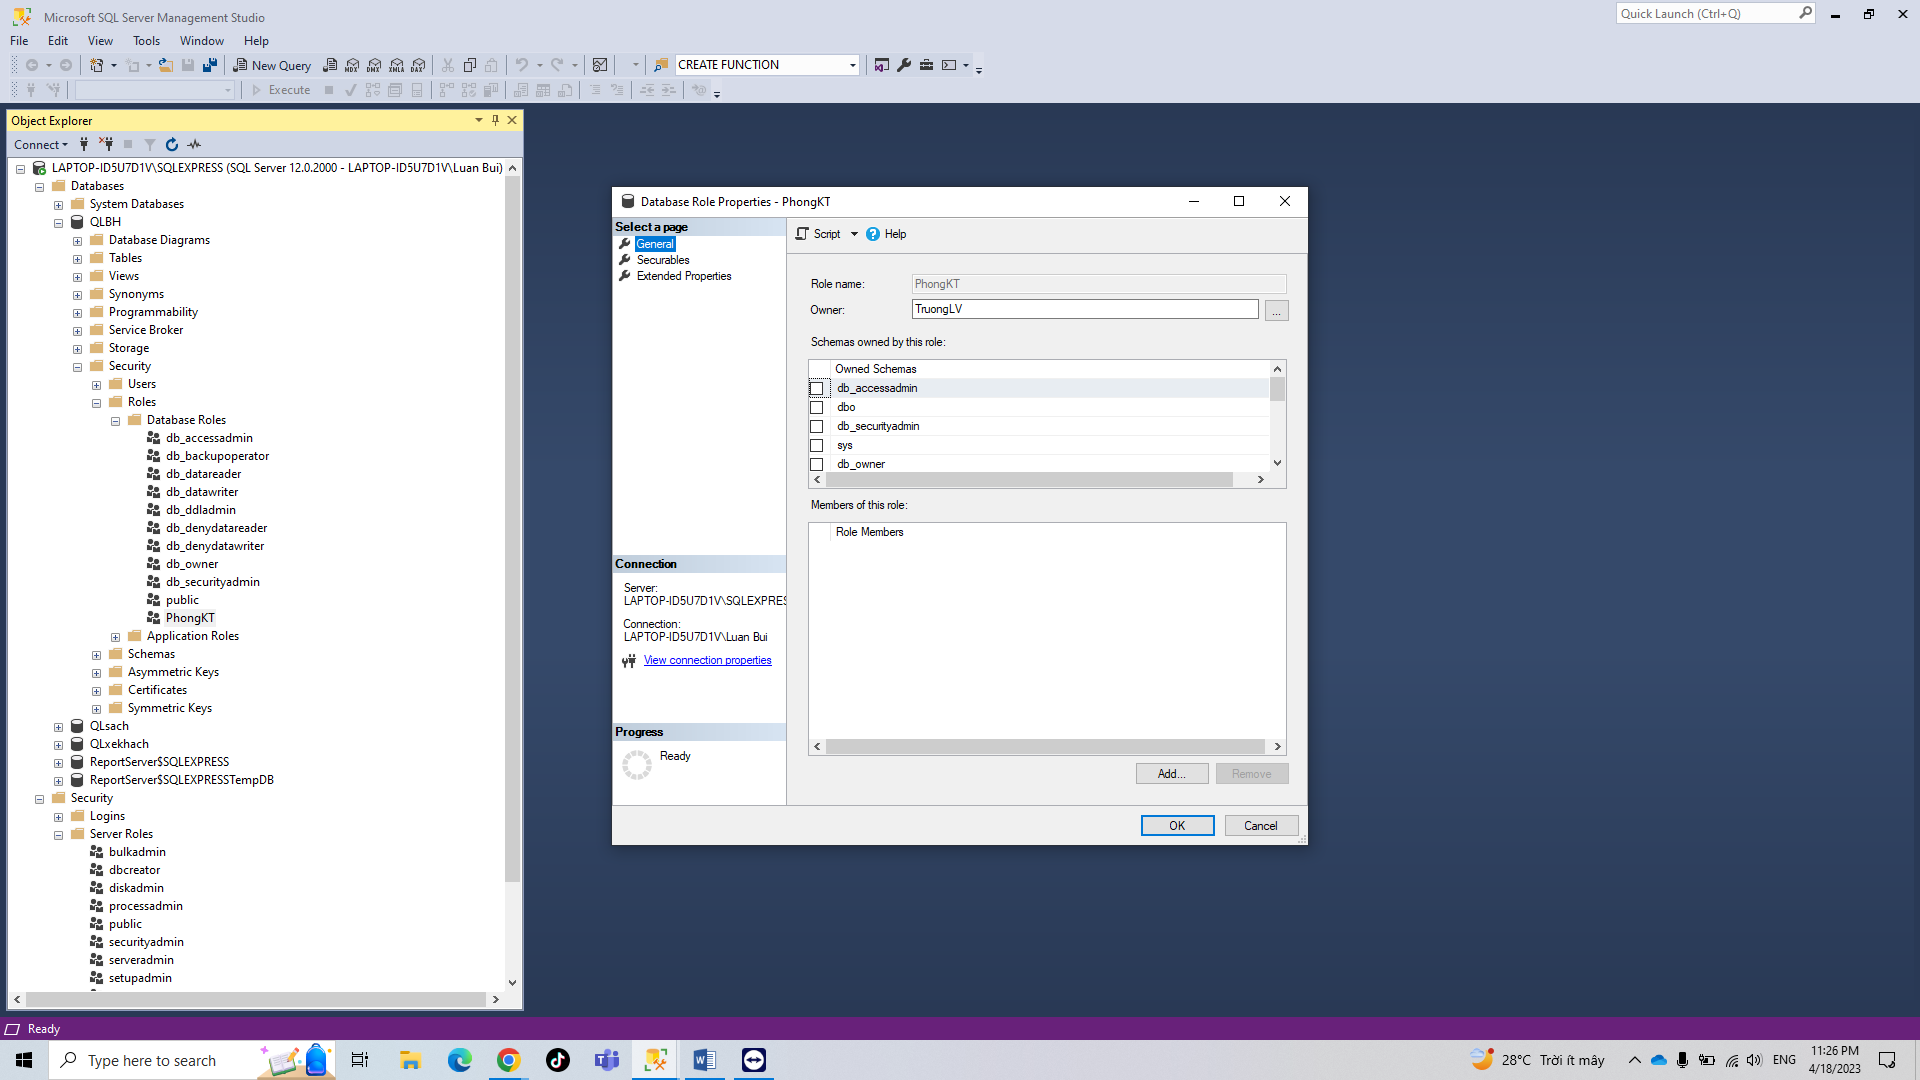 Microsoft SQL Server Management Studio
Quick Launch (Ctrl+Q)
File Edit View Tools Window Help
New Query
MDX DMX XMLA DAX
CREATE FUNCTION
Execute
Object Explorer
Connect
LAPTOP-ID5U7D1V\SQLEXPRESS (SQL Server 12.0.2000 - LAPTOP-ID5U7D1V\Luan Bui)
Databases
System Databases
QLBH
Database Diagrams
Tables
Views
Synonyms
Programmability
Service Broker
Storage
Security
Users
Roles
Database Roles
db_accessadmin
db_backupoperator
db_datareader
db_datawriter
db_ddladmin
db_denydatareader
db_denydatawriter
db_owner
db_securityadmin
public
PhongKT
Application Roles
Schemas
Asymmetric Keys
Certificates
Symmetric Keys
QLsach
QLxekhach
ReportServer$SQLEXPRESS
ReportServer$SQLEXPRESSTempDB
Security
Logins
Server Roles
bulkadmin
dbcreator
diskadmin
processadmin
public
securityadmin
serveradmin
setupadmin
Database Role Properties - PhongKT
Select a page
General
Securables
Extended Properties
Connection
Server:
LAPTOP-ID5U7D1V\SQLEXPRES
Connection:
LAPTOP-ID5U7D1V\Luan Bui
View connection properties
Progress
Ready
Script Help
Role name: PhongKT
Owner: TruongLV
...
Schemas owned by this role:
Owned Schemas
db_accessadmin
dbo
db_securityadmin
sys
db_owner
Members of this role:
Role Members
Add... Remove
OK Cancel
Ready
Type here to search
28°C Trời ít mây
ENG
11:26 PM
4/18/2023